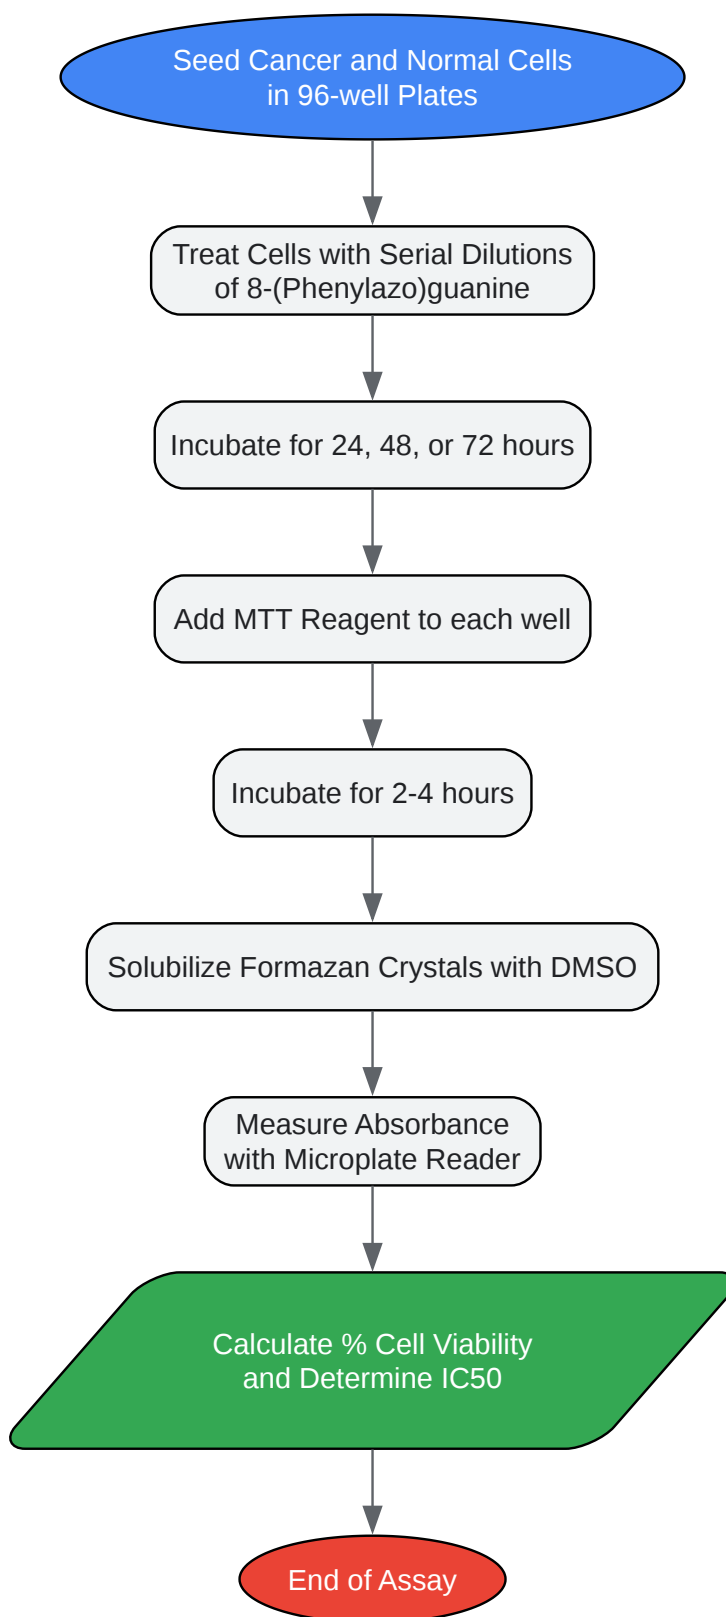 Seed Cancer and Normal Cells
in 96-well Plates
Treat Cells with Serial Dilutions
of 8-(Phenylazo)guanine
Incubate for 24, 48, or 72 hours
Add MTT Reagent to each well
Incubate for 2-4 hours
Solubilize Formazan Crystals with DMSO
Measure Absorbance
with Microplate Reader
Calculate % Cell Viability
and Determine IC50
End of Assay